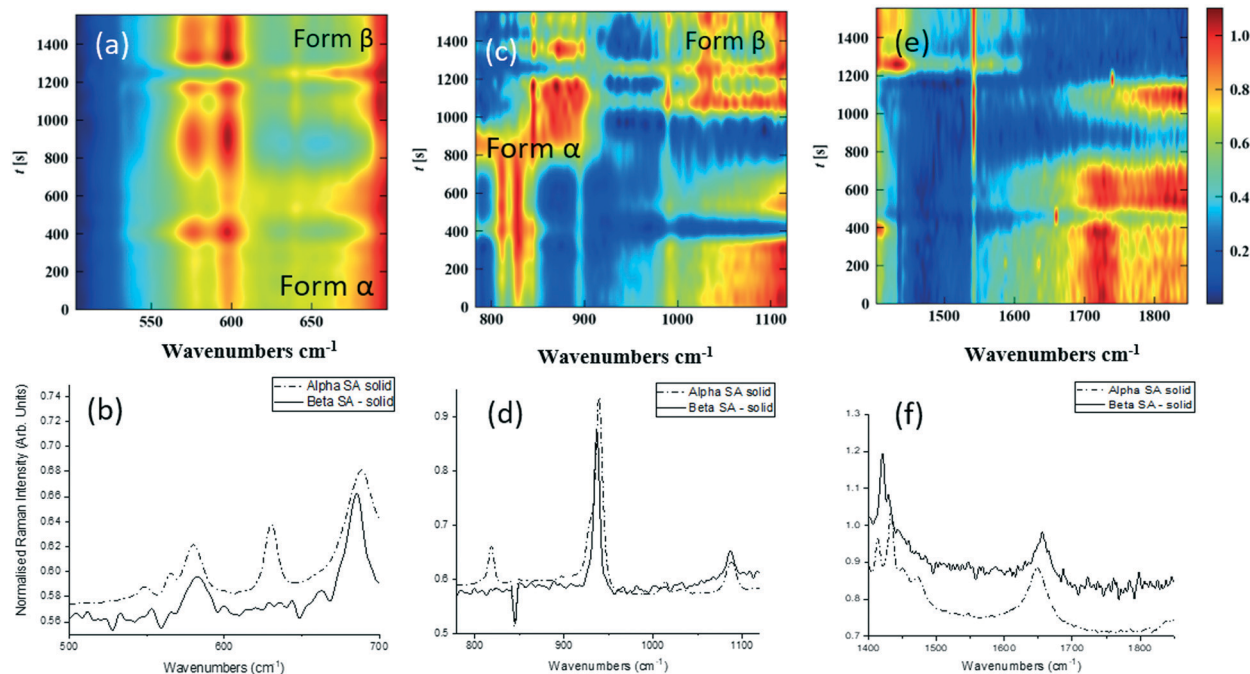 (a)
Form β
Form α
1400
1200
1000
800
600
400
200
0
t [s]
550
600
650
Wavenumbers cm-1
(c)
Form β
Form α
1400
1200
1000
800
600
400
200
0
t [s]
800
900
1000
1100
Wavenumbers cm-1
(e)
1400
1200
1000
800
600
400
200
0
t [s]
1500
1600
1700
1800
Wavenumbers cm-1
1.0
0.8
0.6
0.4
0.2
(b)
Alpha SA solid
Beta SA - solid
0.74
0.72
0.70
0.68
0.66
0.64
0.62
0.60
0.58
0.56
Normalised Raman Intensity (Arb. Units)
500
600
700
Wavenumbers (cm-1)
(d)
Alpha SA solid
Beta SA - solid
0.9
0.8
0.7
0.6
0.5
800
900
1000
1100
Wavenumbers (cm-1)
(f)
Alpha SA solid
Beta SA - solid
1.3
1.2
1.1
1.0
0.9
0.8
0.7
1400
1500
1600
1700
1800
Wavenumbers (cm-1)